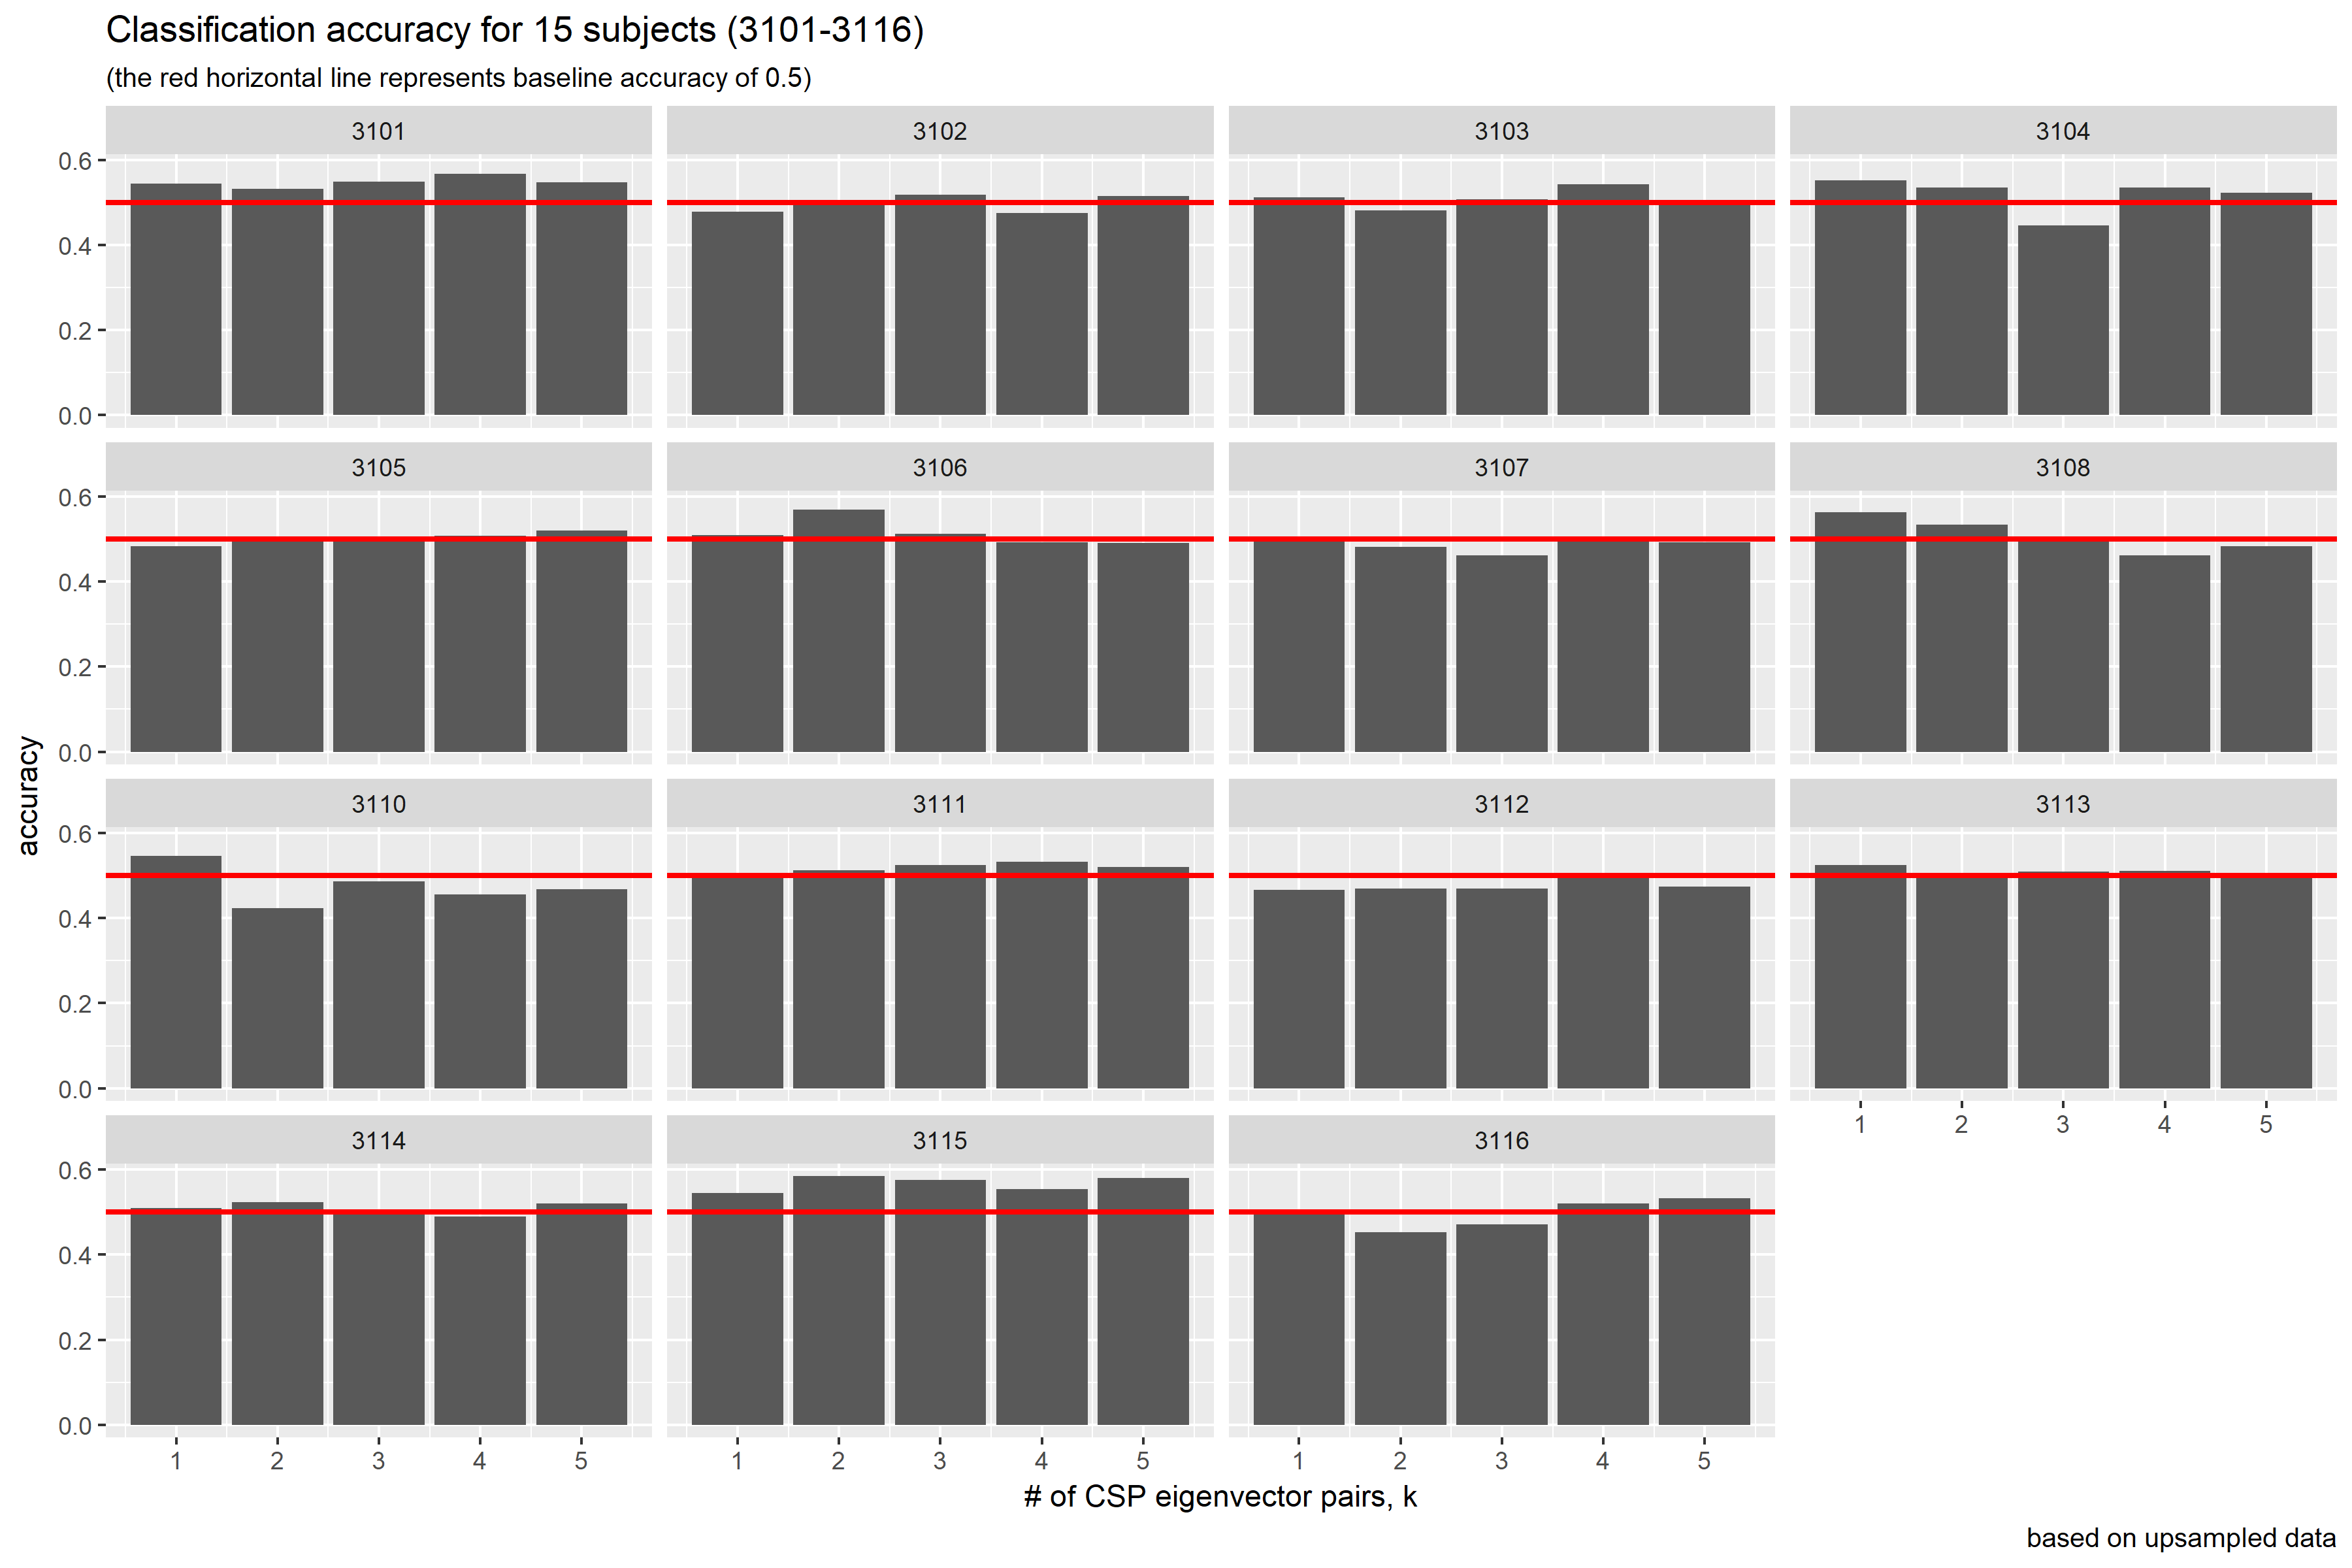 Classification accuracy for 15 subjects (3101-3116)
(the red horizontal line represents baseline accuracy of 0.5)
3101 3102 3103 3104
0.6
0.4
0.2
0.0
3105 3106 3107 3108
0.6
0.4
0.2
0.0
accuracy
3110 3111 3112 3113
0.6
0.4
0.2
0.0
1 2 3 4 5
3114 3115 3116
0.6
0.4
0.2
0.0
1 2 3 4 5 1 2 3 4 5 1 2 3 4 5
# of CSP eigenvector pairs, k
based on upsampled data